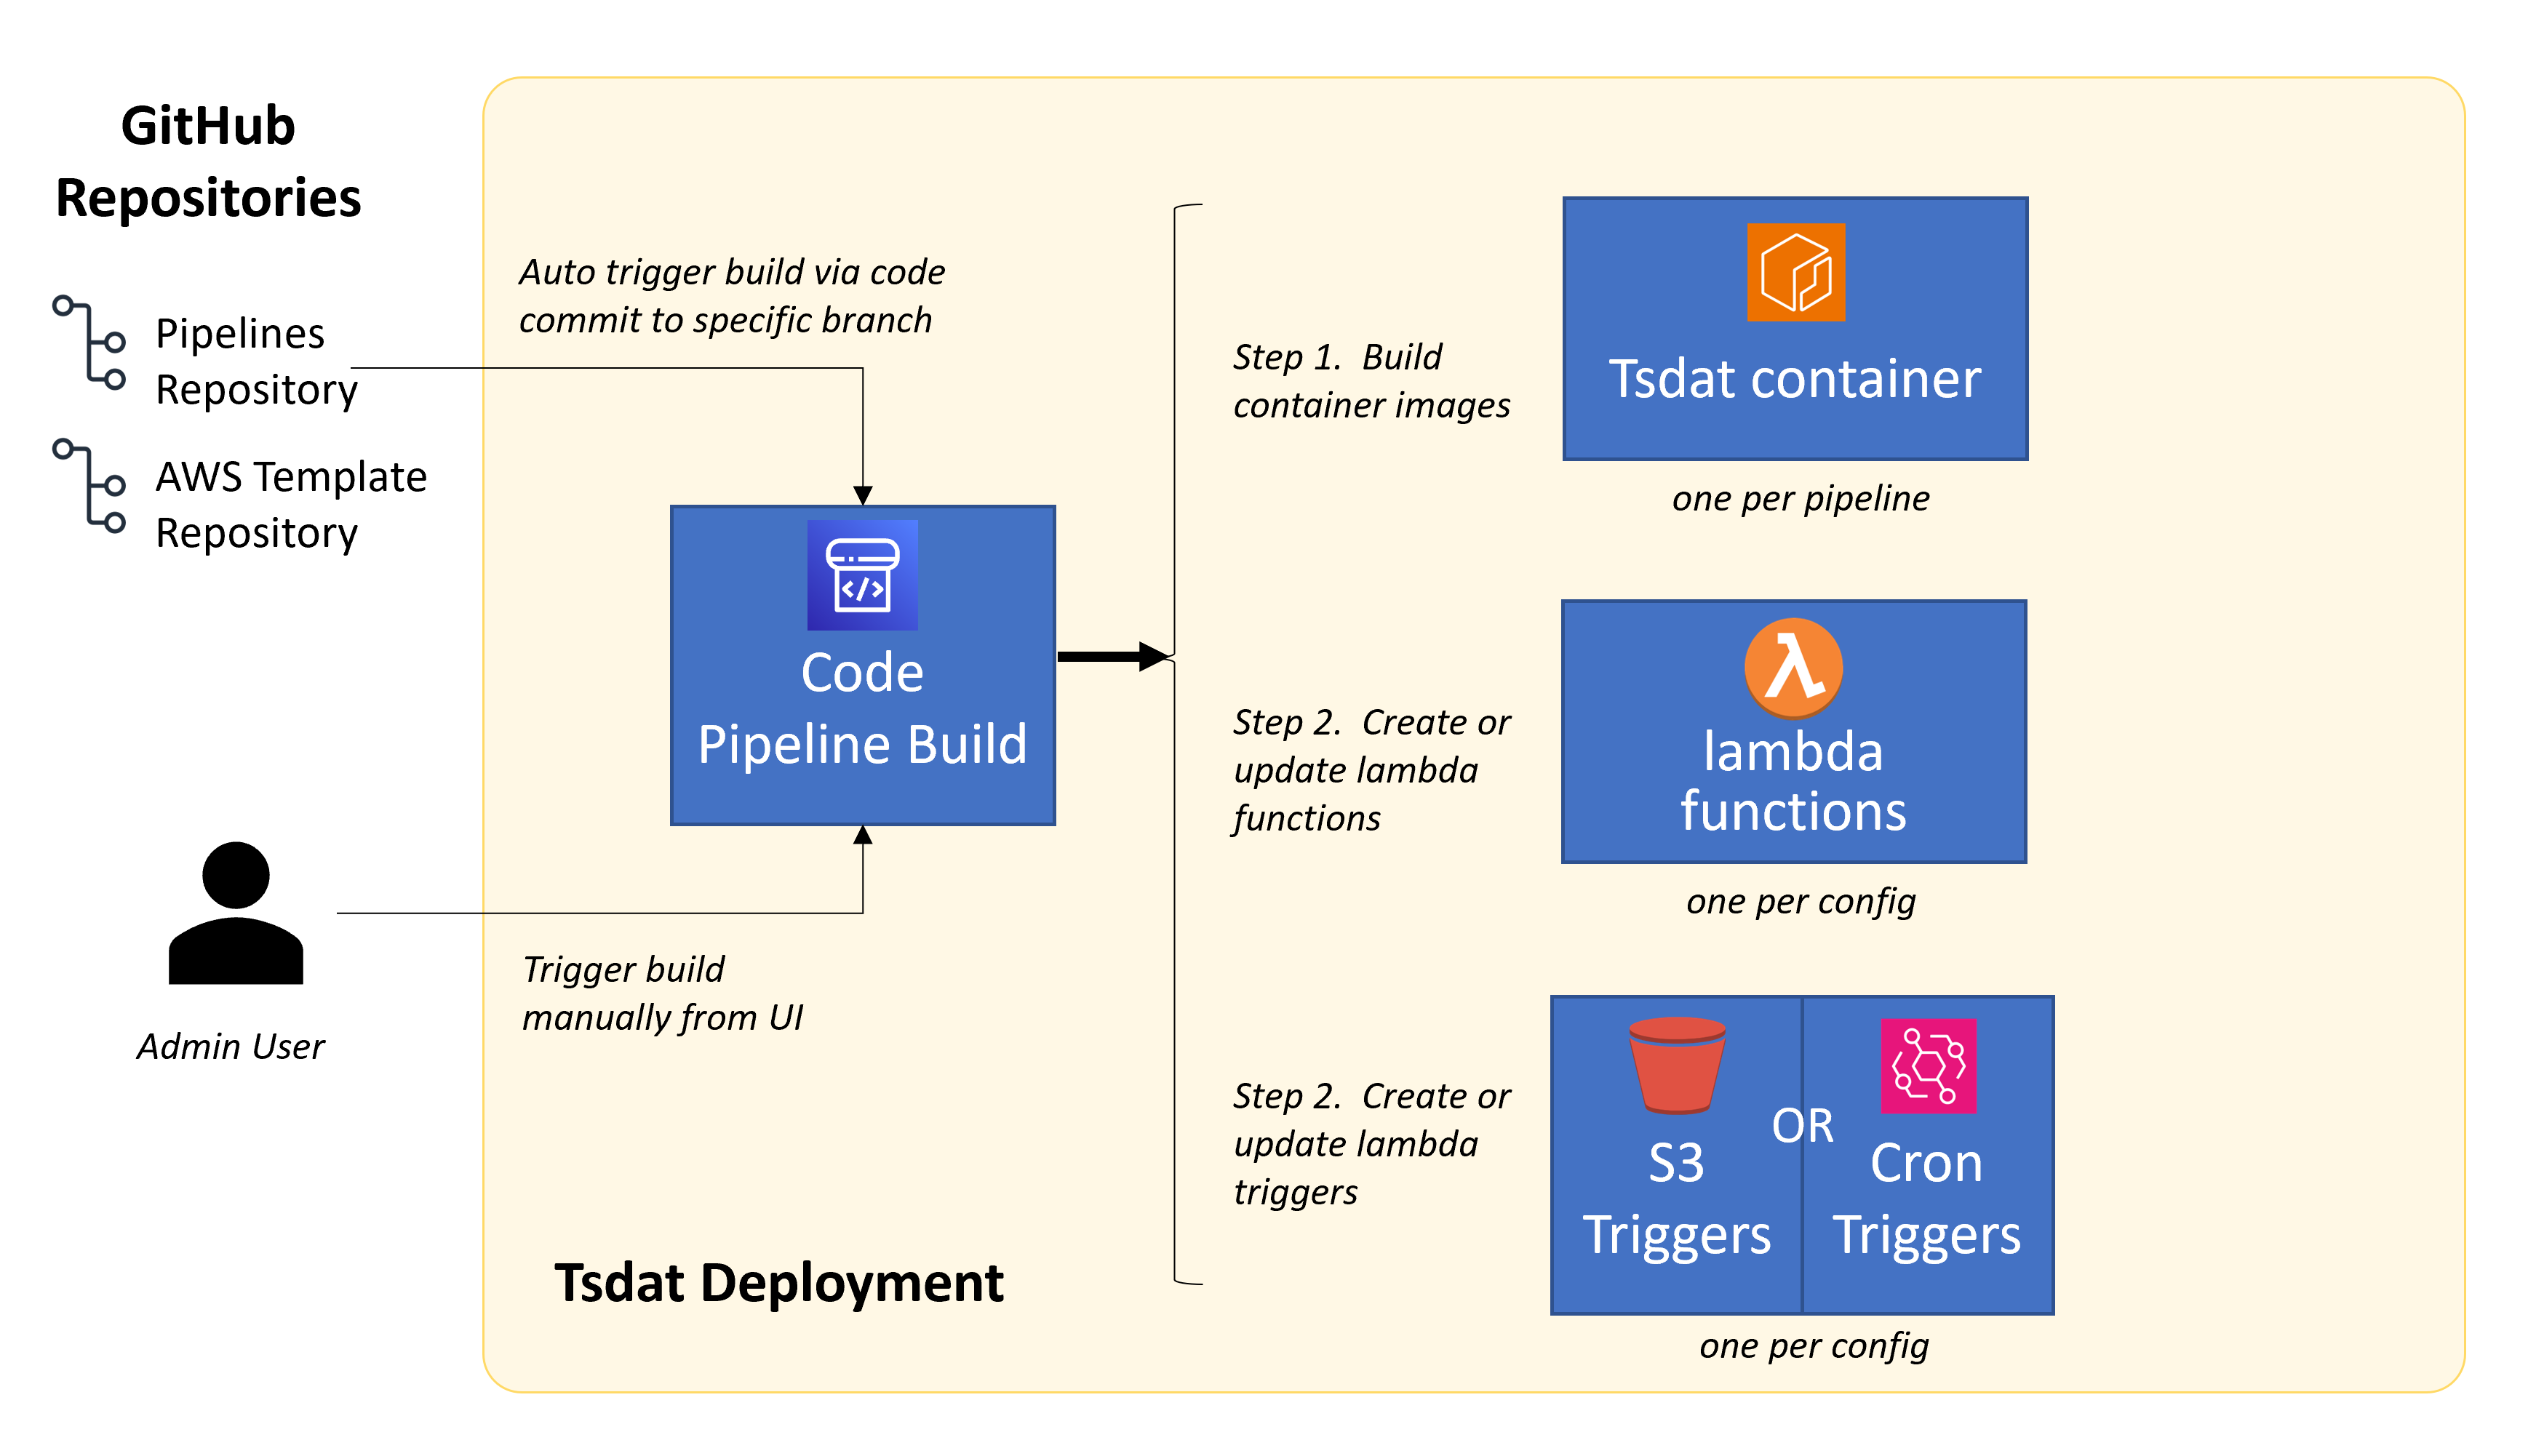 GitHub
Repositories
Pipelines
Repository
AWS Template
Repository
Admin User
Auto trigger build via code
commit to specific branch
</>
Code
Pipeline Build
Trigger build
manually from UI
Tsdat Deployment
Step 1.  Build
container images
Tsdat container
one per pipeline
Step 2.  Create or
update lambda
functions
λ
lambda
functions
one per config
Step 2.  Create or
update lambda
triggers
S3
Triggers
OR
Cron
Triggers
one per config